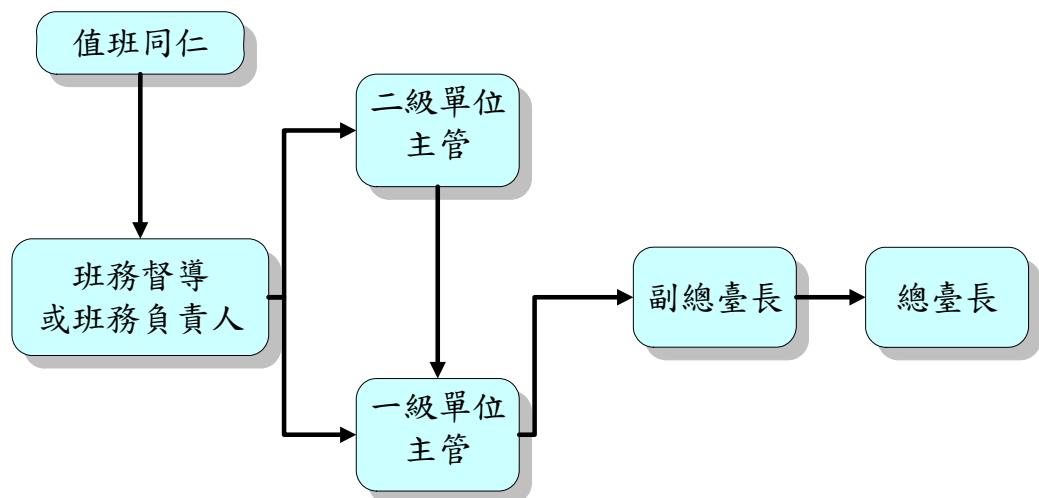 值班同仁
二級單位
主管
班務督導
或班務負責人
副總臺長
總臺長
一級單位
主管